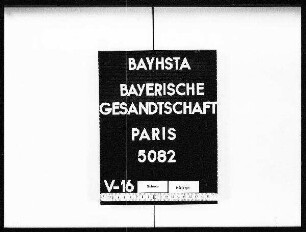 BAYHSTA
BAYERISCHE
GESANDTSCHAFT
PARIS
5082
V-16